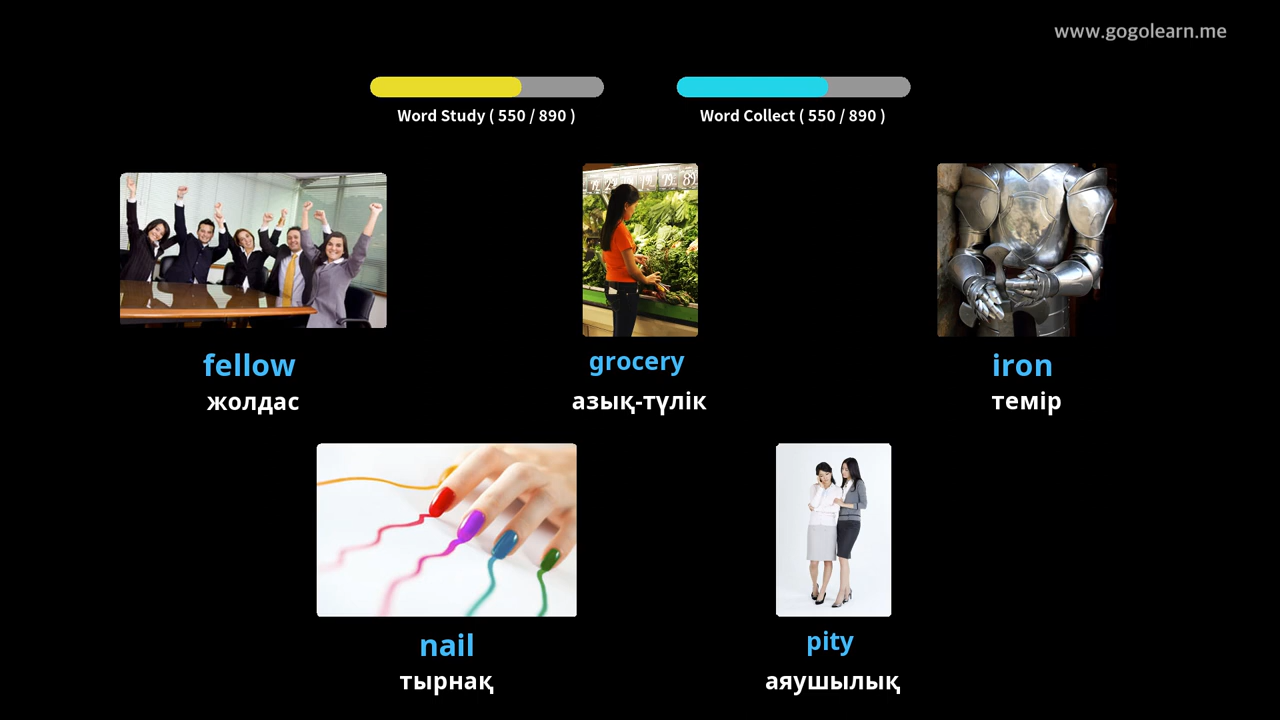 www.gogolearn.me
Word Study ( 550 / 890 )
Word Collect ( 550 / 890 )
fellow
жолдас
grocery
азық-түлік
iron
темір
nail
тырнақ
pity
аяушылық